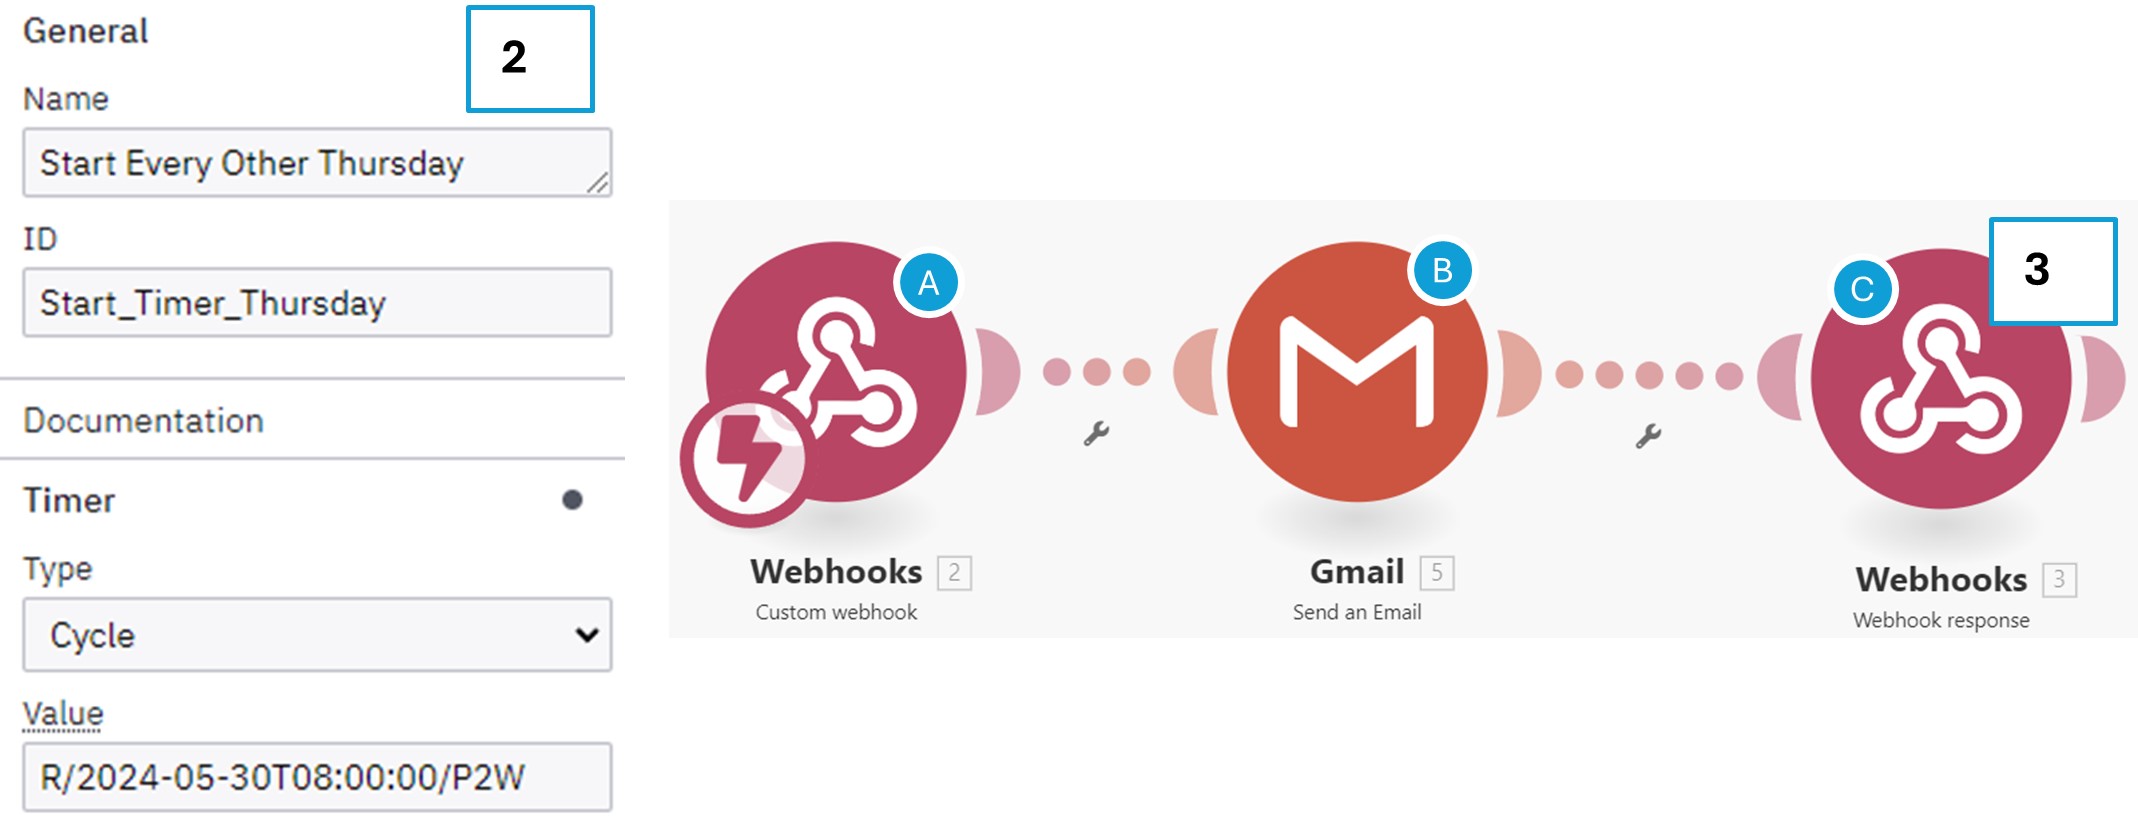 General
2
Name
Start Every Other Thursday
ID
Start_Timer_Thursday
Documentation
Timer
Type
Cycle
Value
R/2024-05-30T08:00:00/P2W
A
B
C
3
Webhooks 2
Custom webhook
Gmail 5
Send an Email
Webhooks 3
Webhook response